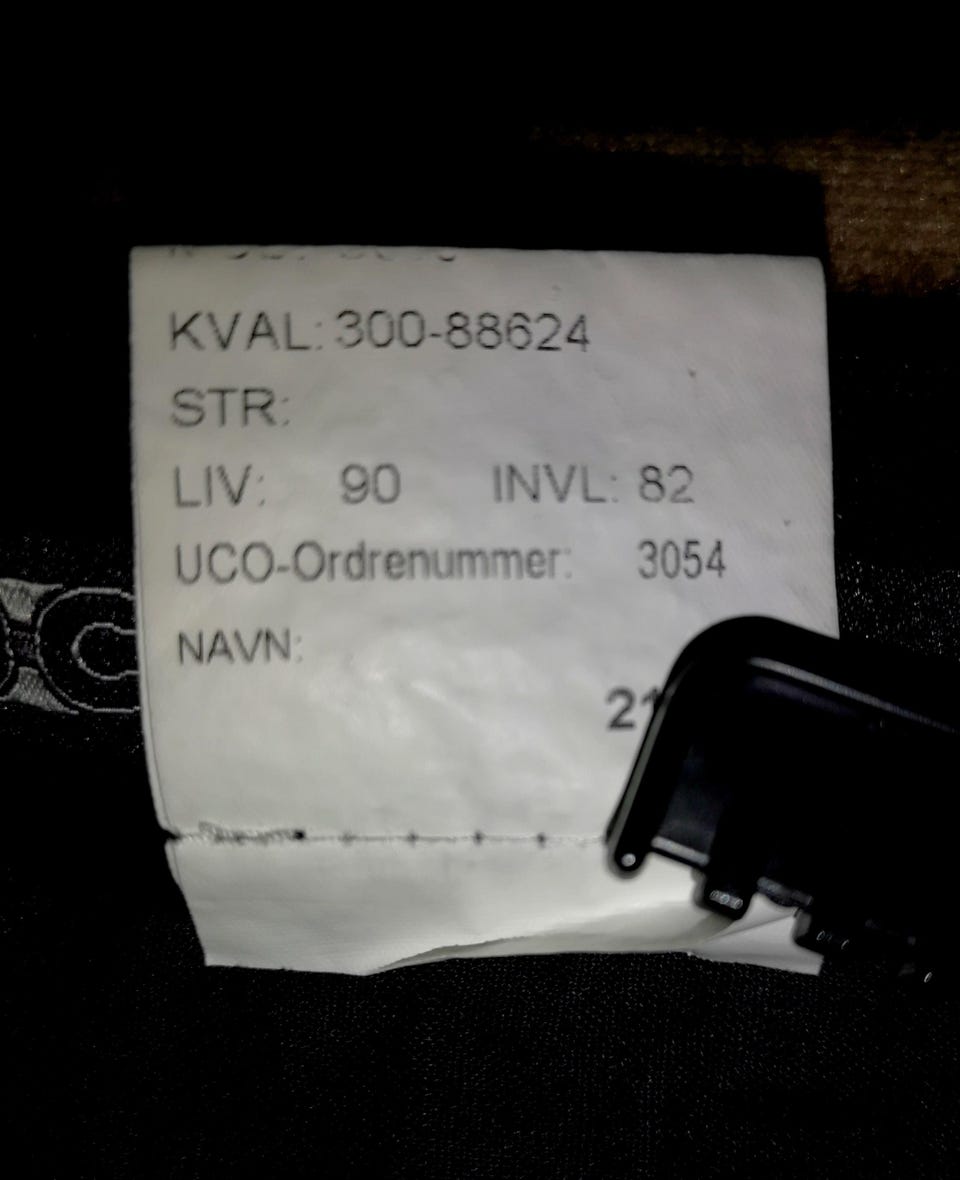 KVAL: 300-88624
STR:
LIV: 90 INVL: 82
UCO-Ordrenummer: 3054
NAVN: